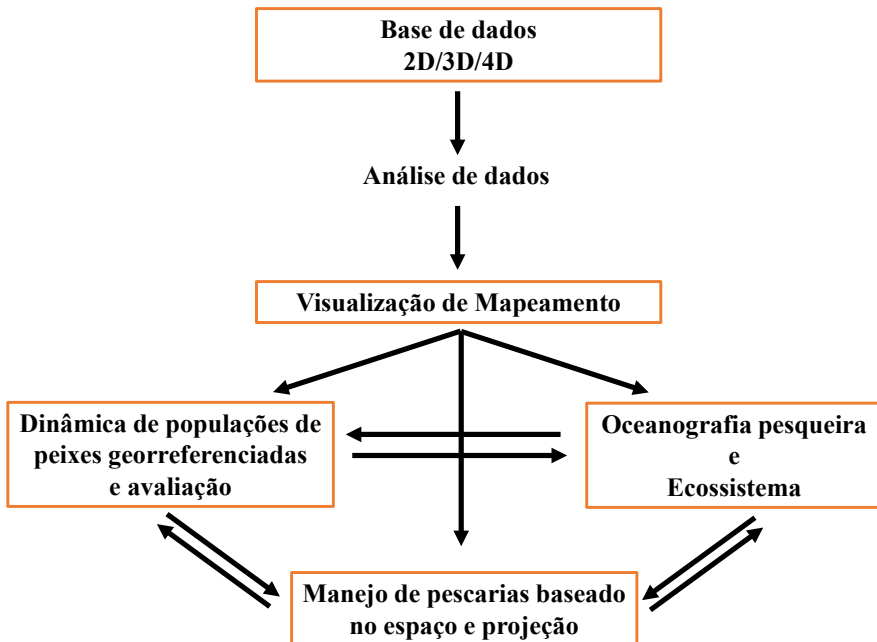 Base de dados
2D/3D/4D
Análise de dados
Visualização de Mapeamento
Dinâmica de populações de
peixes georreferenciadas
e avaliação
Oceanografia pesqueira
e
Ecossistema
Manejo de pescarias baseado
no espaço e projeção